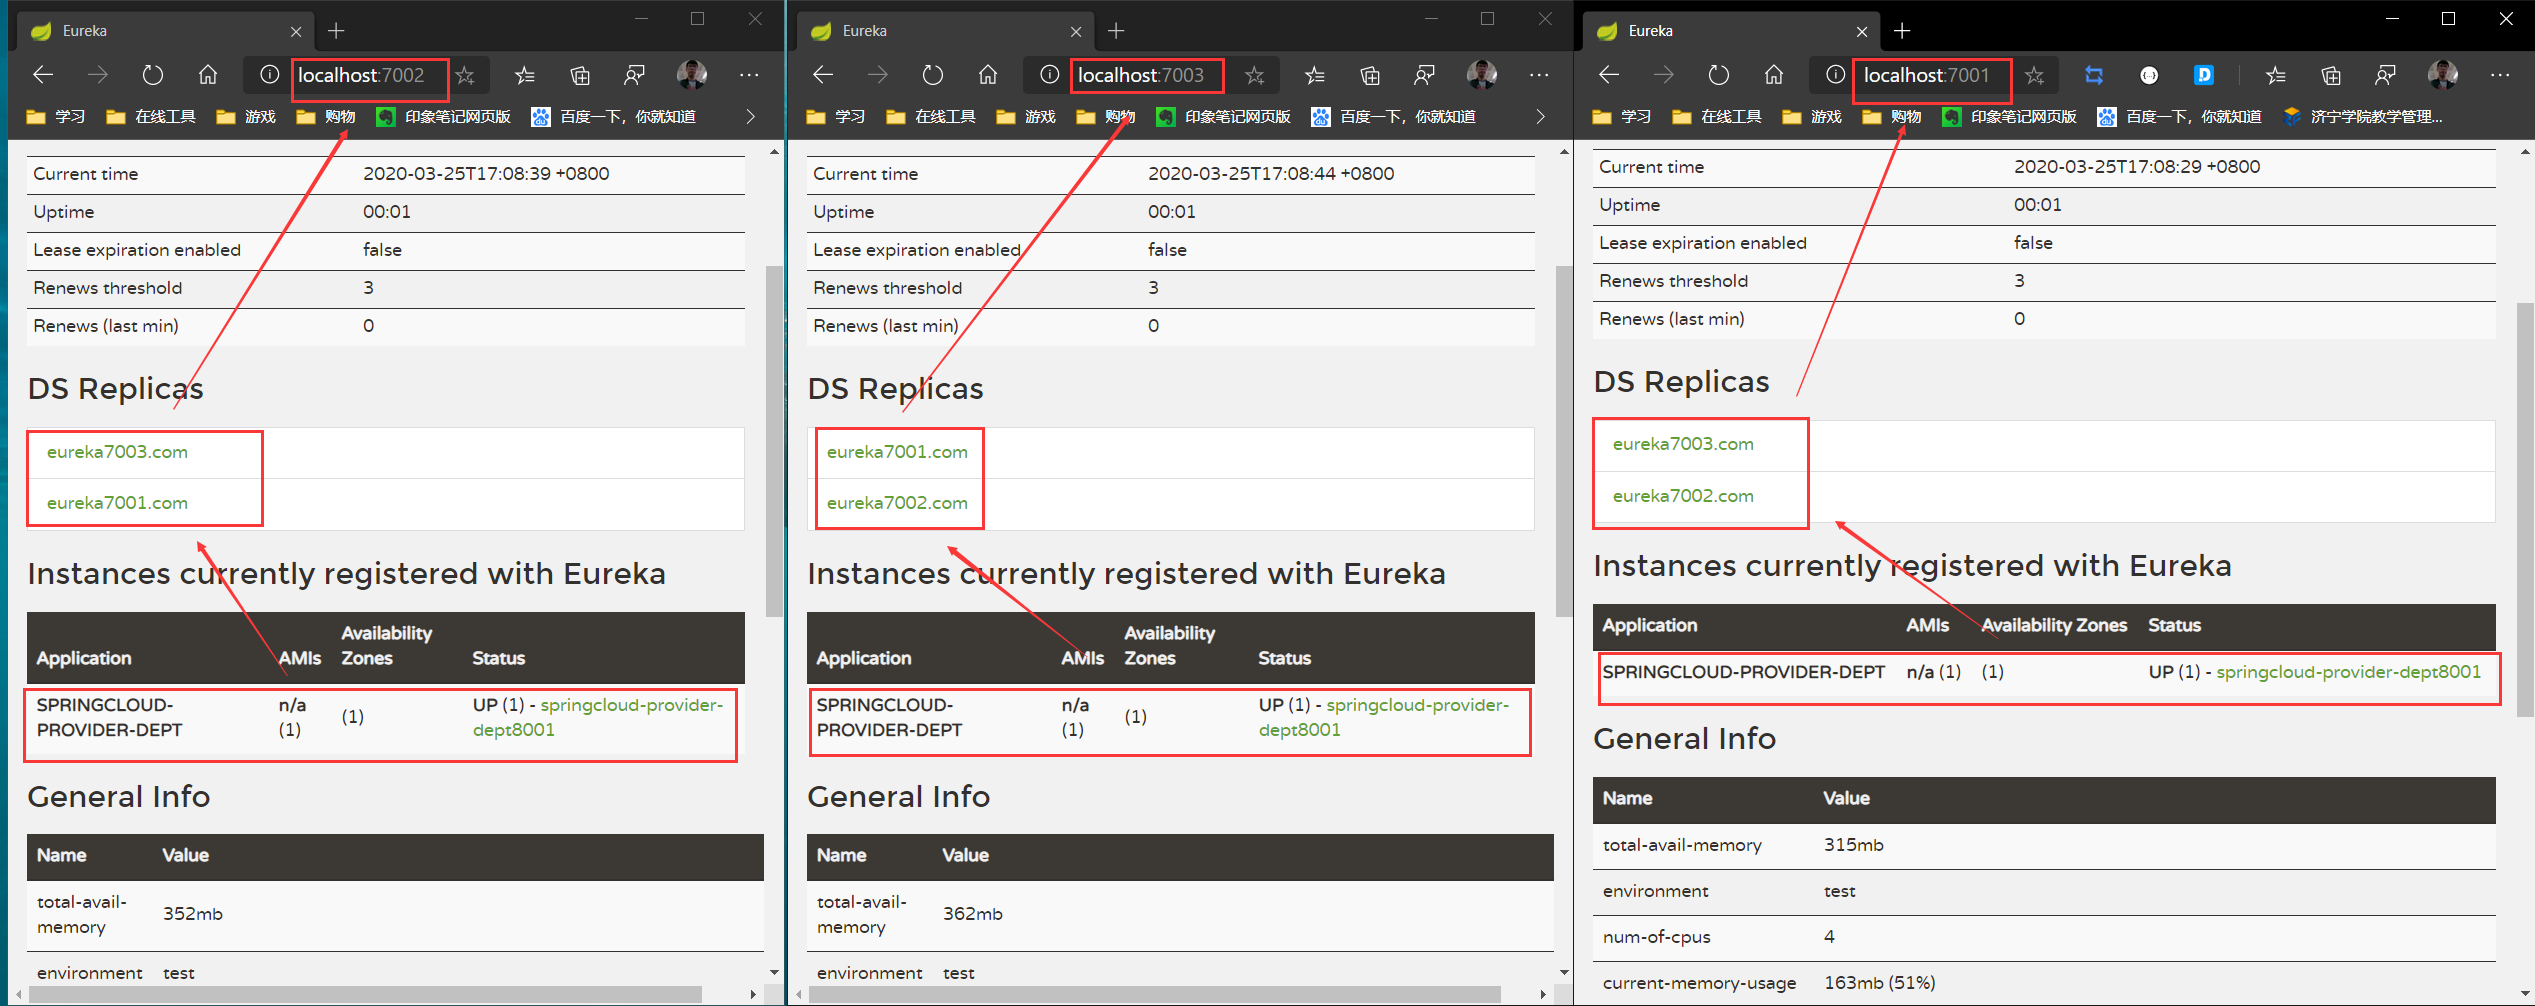 Eureka
localhost:7002
学习 在线工具 游戏 购物 印象笔记网页版 百度一下，你就知道
Current time 2020-03-25T17:08:39 +0800
Uptime 00:01
Lease expiration enabled false
Renews threshold 3
Renews (last min) 0
DS Replicas
eureka7003.com
eureka7001.com
Instances currently registered with Eureka
Application AMIs Availability Zones Status
SPRINGCLOUD-PROVIDER-DEPT n/a (1) (1) UP (1) - springcloud-provider-dept8001
General Info
Name Value
total-avail-memory 352mb
environment test
Eureka
localhost:7003
学习 在线工具 游戏 购物 印象笔记网页版 百度一下，你就知道
Current time 2020-03-25T17:08:44 +0800
Uptime 00:01
Lease expiration enabled false
Renews threshold 3
Renews (last min) 0
DS Replicas
eureka7001.com
eureka7002.com
Instances currently registered with Eureka
Application AMIs Availability Zones Status
SPRINGCLOUD-PROVIDER-DEPT n/a (1) (1) UP (1) - springcloud-provider-dept8001
General Info
Name Value
total-avail-memory 362mb
environment test
Eureka
localhost:7001
学习 在线工具 游戏 购物 印象笔记网页版 百度一下，你就知道 济宁学院教学管理...
Current time 2020-03-25T17:08:29 +0800
Uptime 00:01
Lease expiration enabled false
Renews threshold 3
Renews (last min) 0
DS Replicas
eureka7003.com
eureka7002.com
Instances currently registered with Eureka
Application AMIs Availability Zones Status
SPRINGCLOUD-PROVIDER-DEPT n/a (1) (1) UP (1) - springcloud-provider-dept8001
General Info
Name Value
total-avail-memory 315mb
environment test
num-of-cpus 4
current-memory-usage 163mb (51%)